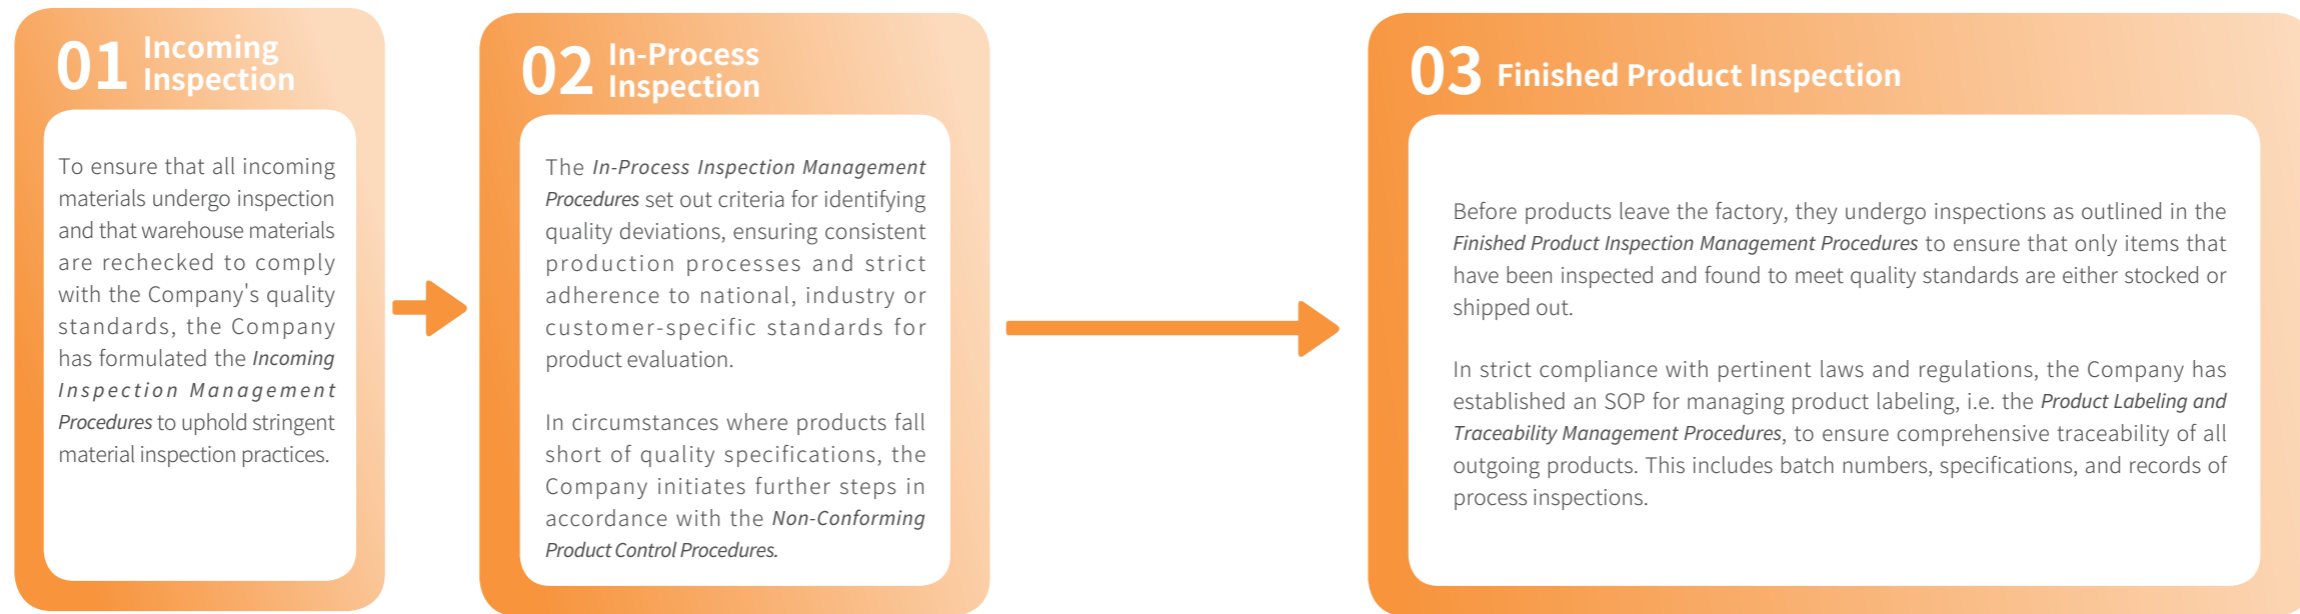 01 Incoming
Inspection
To ensure that all incoming
materials undergo inspection
and that warehouse materials
are rechecked to comply
with the Company's quality
standards, the Company
has formulated the Incoming
Inspection Management
Procedures to uphold stringent
material inspection practices.
02 In-Process
Inspection
The In-Process Inspection Management
Procedures set out criteria for identifying
quality deviations, ensuring consistent
production processes and strict
adherence to national, industry or
customer-specific standards for
product evaluation.
In circumstances where products fall
short of quality specifications, the
Company initiates further steps in
accordance with the Non-Conforming
Product Control Procedures.
03 Finished Product Inspection
Before products leave the factory, they undergo inspections as outlined in the
Finished Product Inspection Management Procedures to ensure that only items that
have been inspected and found to meet quality standards are either stocked or
shipped out.
In strict compliance with pertinent laws and regulations, the Company has
established an SOP for managing product labeling, i.e. the Product Labeling and
Traceability Management Procedures, to ensure comprehensive traceability of all
outgoing products. This includes batch numbers, specifications, and records of
process inspections.